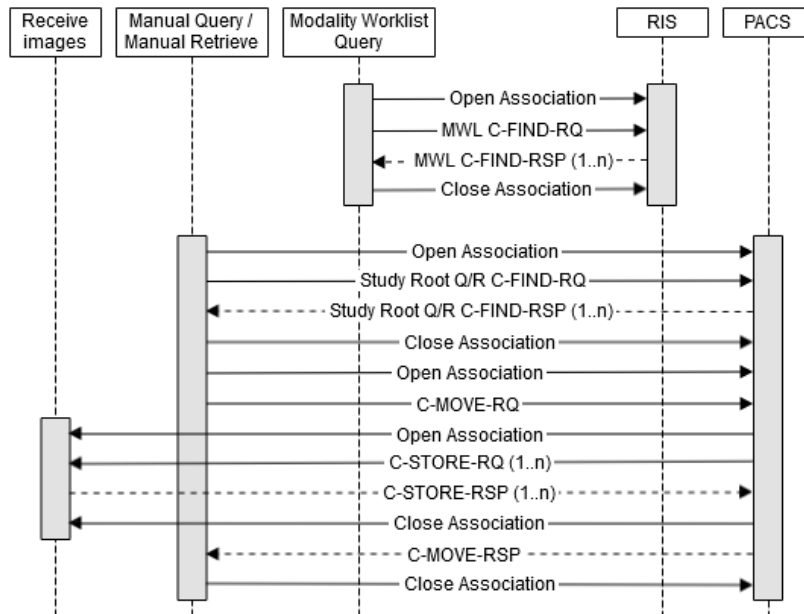 Receive
images
Manual Query /
Manual Retrieve
Modality Worklist
Query
RIS
PACS
Open Association
MWL C-FIND-RQ
MWL C-FIND-RSP (1..n)
Close Association
Open Association
Study Root Q/R C-FIND-RQ
Study Root Q/R C-FIND-RSP (1..n)
Close Association
Open Association
C-MOVE-RQ
Open Association
C-STORE-RQ (1..n)
C-STORE-RSP (1..n)
Close Association
C-MOVE-RSP
Close Association